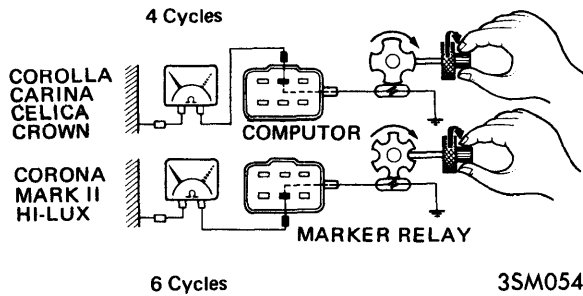 4 Cycles
COROLLA
CARINA
CELICA
CROWN
Ω
COMPUTOR
CORONA
MARK II
HI-LUX
Ω
MARKER RELAY
6 Cycles
3SM054